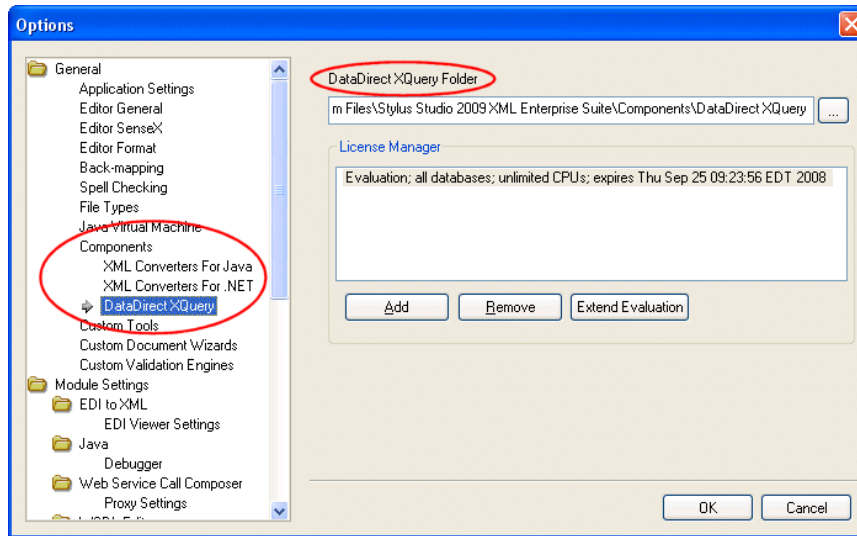 Options
General
Application Settings
Editor General
Editor SenseX
Editor Format
Back-mapping
Spell Checking
File Types
Java Virtual Machine
Components
XML Converters For Java
XML Converters For .NET
DataDirect XQuery
Custom Tools
Custom Document Wizards
Custom Validation Engines
Module Settings
EDI to XML
EDI Viewer Settings
Java
Debugger
Web Service Call Composer
Proxy Settings
DataDirect XQuery Folder
m Files\Stylus Studio 2009 XML Enterprise Suite\Components\DataDirect XQuery
...
License Manager
Evaluation; all databases; unlimited CPUs; expires Thu Sep 25 09:23:56 EDT 2008
Add Remove Extend Evaluation
OK Cancel